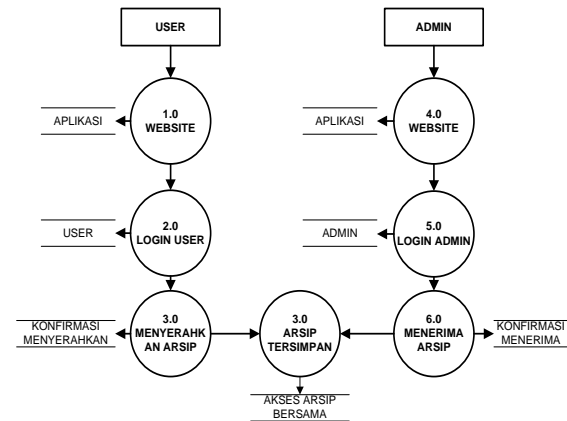 USER
ADMIN
1.0
WEBSITE
APLIKASI
4.0
WEBSITE
APLIKASI
2.0
LOGIN USER
USER
5.0
LOGIN ADMIN
ADMIN
KONFIRMASI
MENYERAHKAN
3.0
MENYERAHK
AN ARSIP
3.0
ARSIP
TERSIMPAN
6.0
MENERIMA
ARSIP
KONFIRMASI
MENERIMA
AKSES ARSIP
BERSAMA